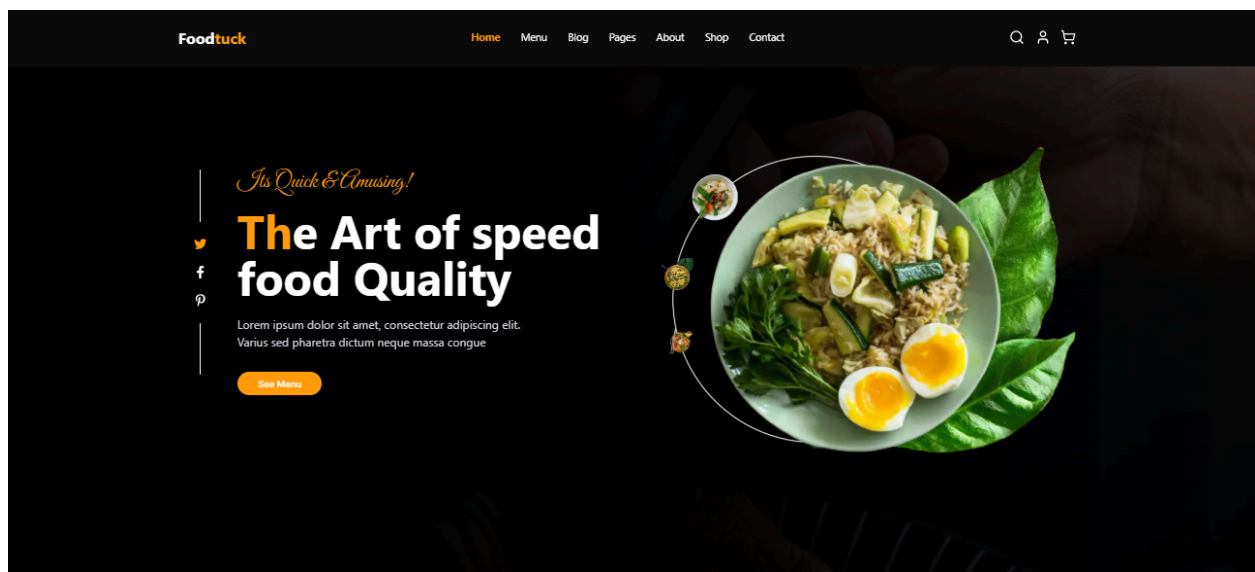 Foodtuck
Home Menu Blog Pages About Shop Contact
Its Quick & Amusing!
The Art of speed
food Quality
Lorem ipsum dolor sit amet, consectetur adipiscing elit.
Varius sed pharetra dictum neque massa congue
See Menu